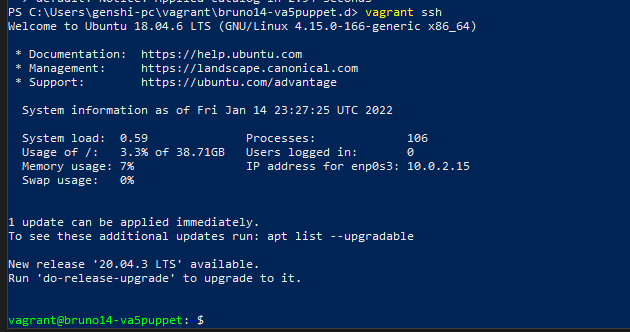 PS C:\Users\genshi-pc\vagrant\bruno14-va5puppet.d> vagrant ssh
Welcome to Ubuntu 18.04.6 LTS (GNU/Linux 4.15.0-166-generic x86_64)
* Documentation: https://help.ubuntu.com
* Management: https://landscape.canonical.com
* Support: https://ubuntu.com/advantage
System information as of Fri Jan 14 23:27:25 UTC 2022
System load: 0.59 Processes: 106
Usage of /: 3.3% of 38.71GB Users logged in: 0
Memory usage: 7% IP address for enp0s3: 10.0.2.15
Swap usage: 0%
1 update can be applied immediately.
To see these additional updates run: apt list --upgradable
New release '20.04.3 LTS' available.
Run 'do-release-upgrade' to upgrade to it.
vagrant@bruno14-va5puppet: $